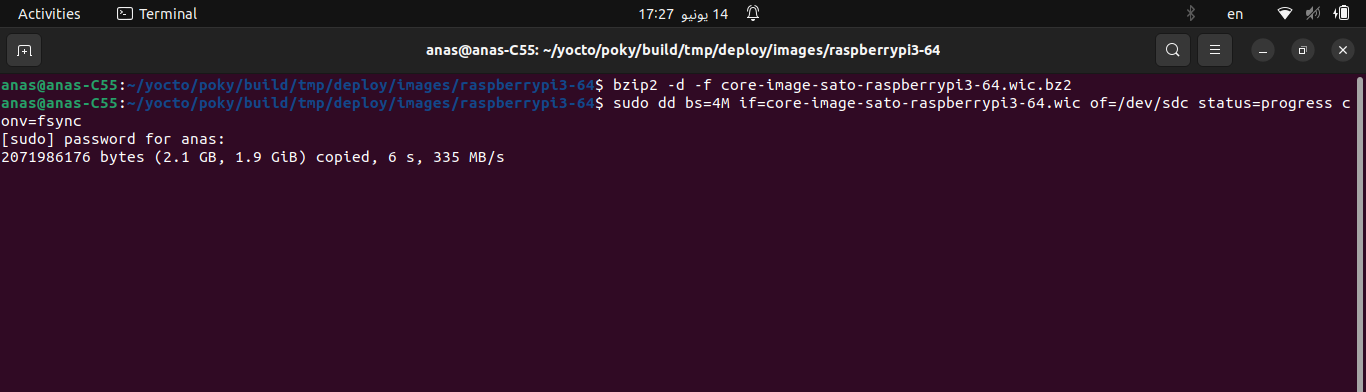 Activities Terminal 14 يونيو 17:27 en
anas@anas-C55: ~/yocto/poky/build/tmp/deploy/images/raspberrypi3-64
anas@anas-C55:~/yocto/poky/build/tmp/deploy/images/raspberrypi3-64$ bzip2 -d -f core-image-sato-raspberrypi3-64.wic.bz2
anas@anas-C55:~/yocto/poky/build/tmp/deploy/images/raspberrypi3-64$ sudo dd bs=4M if=core-image-sato-raspberrypi3-64.wic of=/dev/sdc status=progress c
onv=fsync
[sudo] password for anas:
2071986176 bytes (2.1 GB, 1.9 GiB) copied, 6 s, 335 MB/s